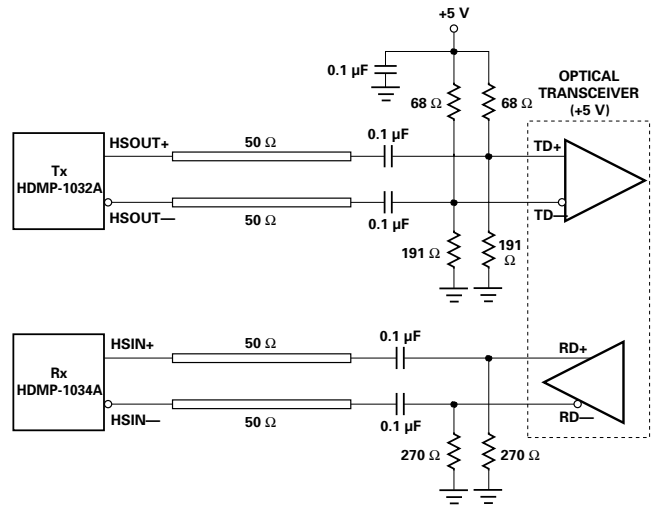 +5 V
0.1 µF
68 Ω
68 Ω
OPTICAL
TRANSCEIVER
(+5 V)
Tx
HDMP-1032A
HSOUT+
50 Ω
0.1 µF
TD+
HSOUT—
50 Ω
0.1 µF
TD—
191 Ω
191
Ω
Rx
HDMP-1034A
HSIN+
50 Ω
0.1 µF
RD+
HSIN—
50 Ω
0.1 µF
RD—
270 Ω
270 Ω